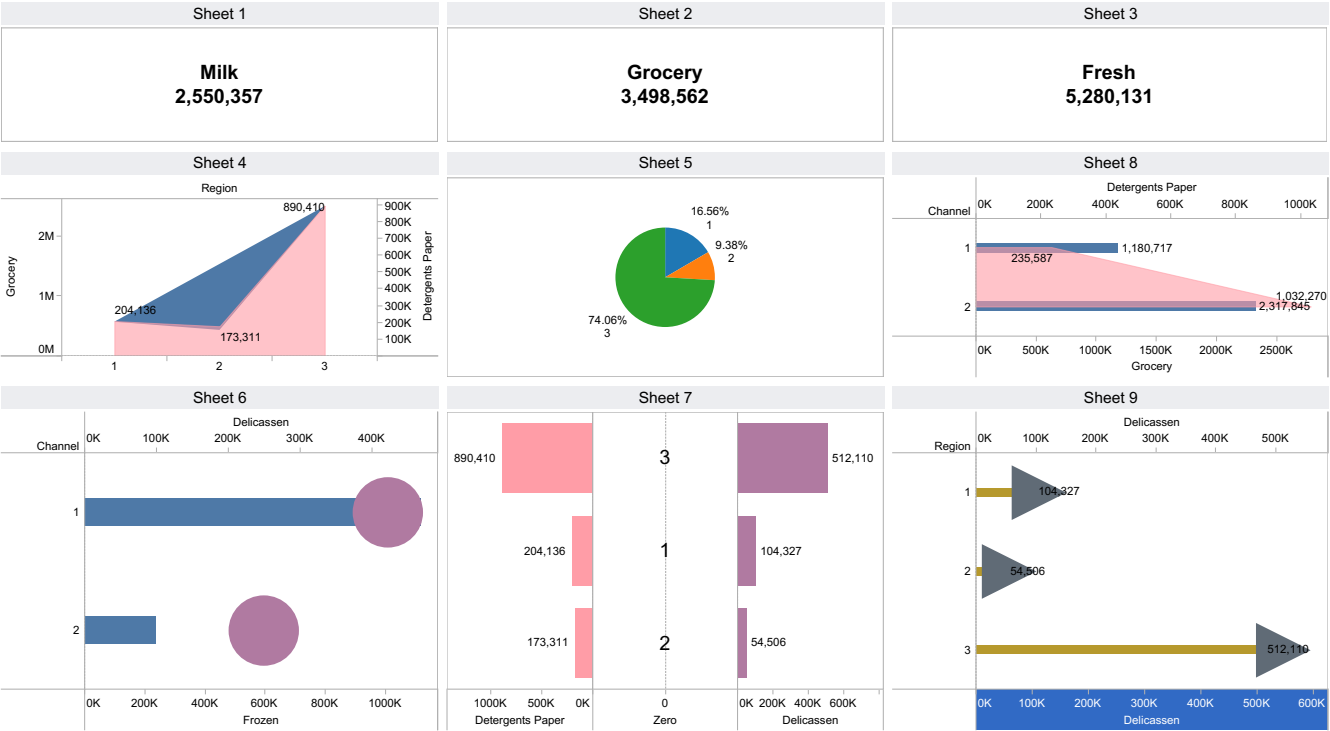 Sheet 1
Milk
2,550,357
Sheet 2
Grocery
3,498,562
Sheet 3
Fresh
5,280,131
Sheet 4
Region
Grocery
2M
1M
0M
890,410
204,136
173,311
900K
800K
700K
600K
500K
400K
300K
200K
100K
Detergents Paper
1 2 3
Sheet 5
16.56%
1
9.38%
2
74.06%
3
Sheet 8
Detergents Paper
Channel 0K 200K 400K 600K 800K 1000K
1 1,180,717
235,587
1,032,270
2 2,317,845
0K 500K 1000K 1500K 2000K 2500K
Grocery
Sheet 6
Delicassen
Channel 0K 100K 200K 300K 400K
1
2
0K 200K 400K 600K 800K 1000K
Frozen
Sheet 7
890,410 3 512,110
204,136 1 104,327
173,311 2 54,506
1000K 500K 0K 0 0K 200K 400K 600K
Detergents Paper Zero Delicassen
Sheet 9
Delicassen
Region 0K 100K 200K 300K 400K 500K
1 104,327
2 54,506
3 512,110
0K 100K 200K 300K 400K 500K 600K
Delicassen